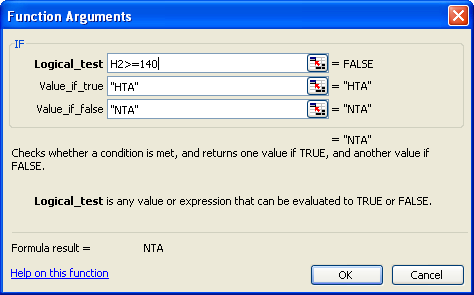 Function Arguments
IF
Logical_test H2>=140 = FALSE
Value_if_true "HTA" = "HTA"
Value_if_false "NTA" = "NTA"
= "NTA"
Checks whether a condition is met, and returns one value if TRUE, and another value if
FALSE.
Logical_test is any value or expression that can be evaluated to TRUE or FALSE.
Formula result = NTA
Help on this function OK Cancel